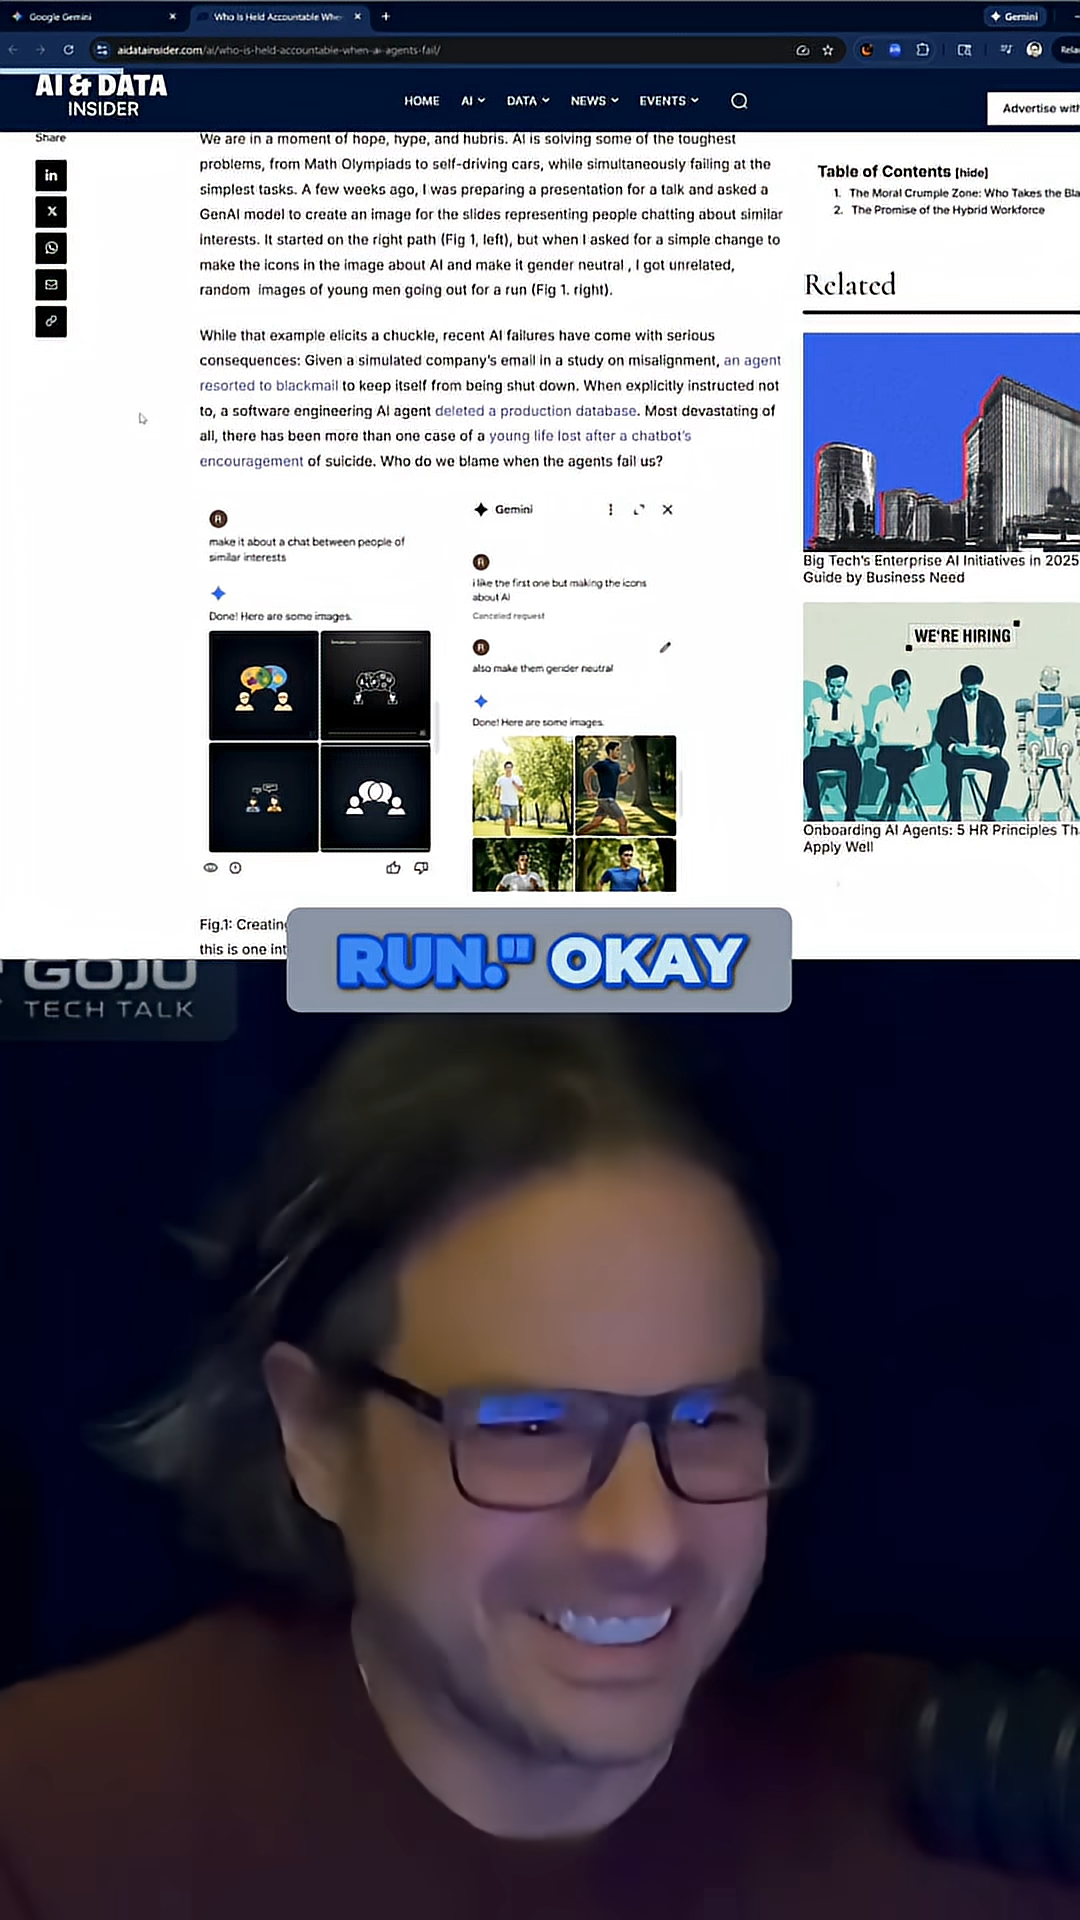 Google Gemini
Who Is Held Accountable Whe
Gemini
aidatainsider.com/ai/who-is-held-accountable-when-ai-agents-fail/
Rela
AI & DATA
INSIDER
HOME
AI
DATA
NEWS
EVENTS
Advertise with
Share
We are in a moment of hope, hype, and hubris. AI is solving some of the toughest
problems, from Math Olympiads to self-driving cars, while simultaneously failing at the
simplest tasks. A few weeks ago, I was preparing a presentation for a talk and asked a
GenAI model to create an image for the slides representing people chatting about similar
interests. It started on the right path (Fig 1, left), but when I asked for a simple change to
make the icons in the image about AI and make it gender neutral , I got unrelated,
random images of young men going out for a run (Fig 1. right).
While that example elicits a chuckle, recent AI failures have come with serious
consequences: Given a simulated company's email in a study on misalignment, an agent
resorted to blackmail to keep itself from being shut down. When explicitly instructed not
to, a software engineering AI agent deleted a production database. Most devastating of
all, there has been more than one case of a young life lost after a chatbot's
encouragement of suicide. Who do we blame when the agents fail us?
R
make it about a chat between people of
similar interests
Done! Here are some images.
Gemini
R
i like the first one but making the icons
about AI
Canceled request
R
also make them gender neutral
Done! Here are some images.
Fig.1: Creatin
this is one int
Table of Contents [hide]
1. The Moral Crumple Zone: Who Takes the Bla
2. The Promise of the Hybrid Workforce
Related
Big Tech's Enterprise AI Initiatives in 2025
Guide by Business Need
WE'RE HIRING
Onboarding AI Agents: 5 HR Principles Th
Apply Well
RUN." OKAY
GOJU
TECH TALK